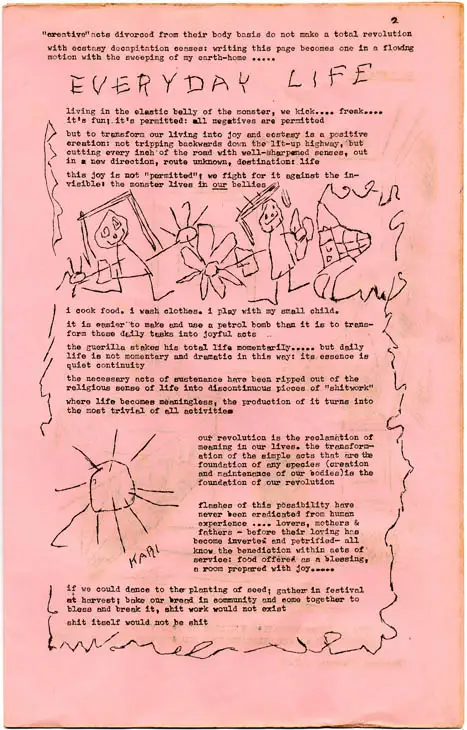 2
"creative" acts divorced from their body basis do not make a total revolution
with ecstasy decapitation ceases: writing this page becomes one in a flowing
motion with the sweeping of my earth-home .....
EVERYDAY LIFE
living in the elastic belly of the monster, we kick.... freak....
it's fun; it's permitted: all negatives are permitted
but to transform our living into joy and ecstasy is a positive
creation: not tripping backwards down the lit-up highway, but
cutting every inch of the road with well-sharpened senses, out
in a new direction, route unknown, destination: life
this joy is not "permitted"; we fight for it against the in-
visible: the monster lives in our bellies
i cook food. i wash clothes. i play with my small child.
it is easier to make and use a petrol bomb than it is to trans-
form these daily tasks into joyful acts
the guerilla stakes his total life momentarily..... but daily
life is not momentary and dramatic in this way: its essence is
quiet continuity
the necessary acts of sustenance have been ripped out of the
religious sense of life into discontinuous pieces of "shitwork"
where life becomes meaningless, the production of it turns into
the most trivial of all activities
our revolution is the reclamation of
meaning in our lives. the transform-
ation of the simple acts that are the
foundation of any species (creation
and maintenance of our bodies)is the
foundation of our revolution
flashes of this possibility have
never been eradicated from human
experience .... lovers, mothers &
fathers - before their loving has
become inverted and petrified- all
know the benediction within acts of
service: food offered as a blessing,
a room prepared with joy.....
KARI
if we could dance to the planting of seed; gather in festival
at harvest; bake our bread in community and come together to
bless and break it, shit work would not exist
shit itself would not be shit